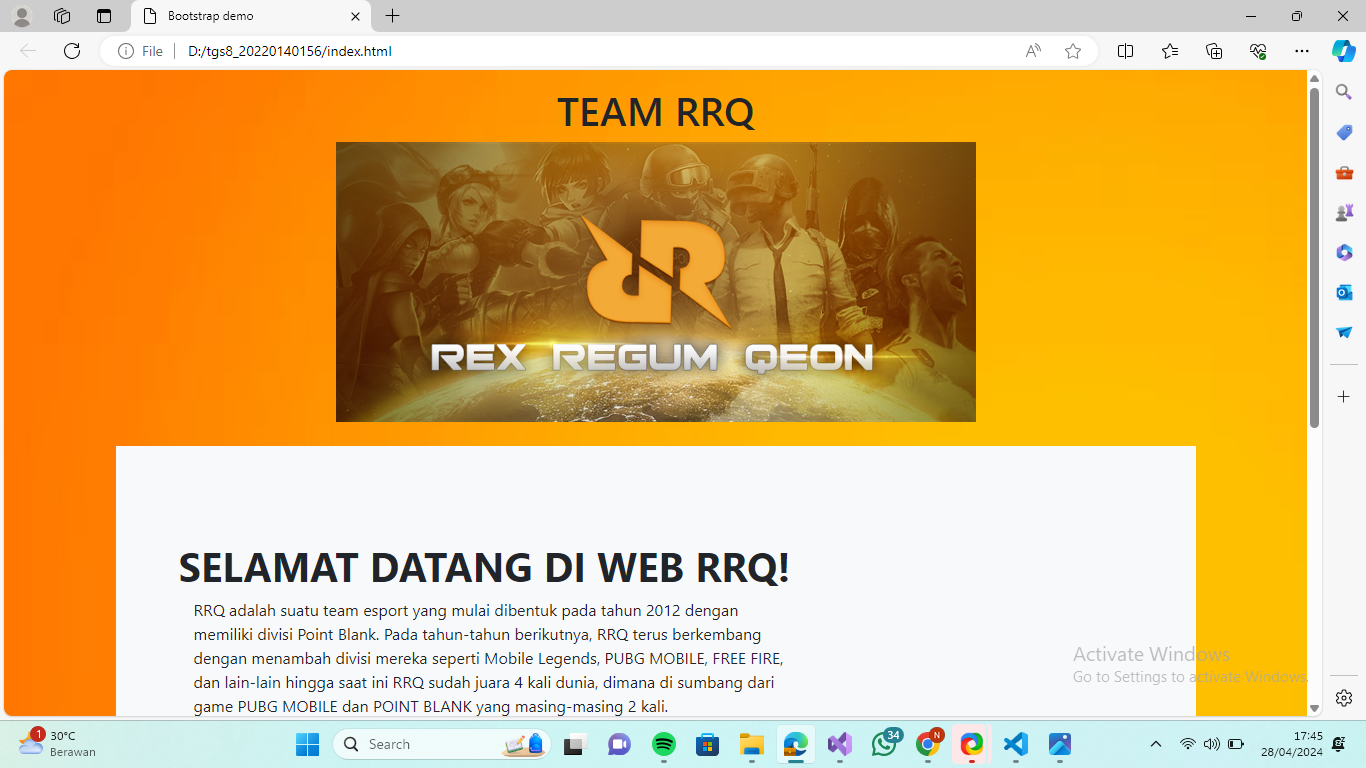 Bootstrap demo
File
D:/tgs8_20220140156/index.html
TEAM RRQ
REX REGUM QEON
SELAMAT DATANG DI WEB RRQ!
RRQ adalah suatu team esport yang mulai dibentuk pada tahun 2012 dengan
memiliki divisi Point Blank. Pada tahun-tahun berikutnya, RRQ terus berkembang
dengan menambah divisi mereka seperti Mobile Legends, PUBG MOBILE, FREE FIRE,
dan lain-lain hingga saat ini RRQ sudah juara 4 kali dunia, dimana di sumbang dari
game PUBG MOBILE dan POINT BLANK yang masing-masing 2 kali.
Activate Windows
Go to Settings to activate Windows.
1
30°C
Berawan
Search
34
N
17:45
28/04/2024